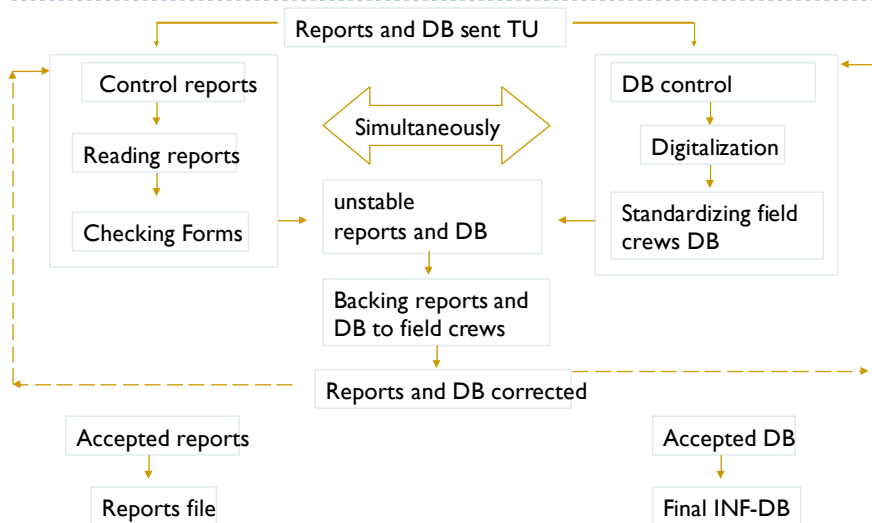 Reports and DB sent TU
Control reports
DB control
Simultaneously
Reading reports
Digitalization
unstable
reports and DB
Checking Forms
Standardizing field
crews DB
Backing reports and
DB to field crews
Reports and DB corrected
Accepted reports
Accepted DB
Reports file
Final INF-DB